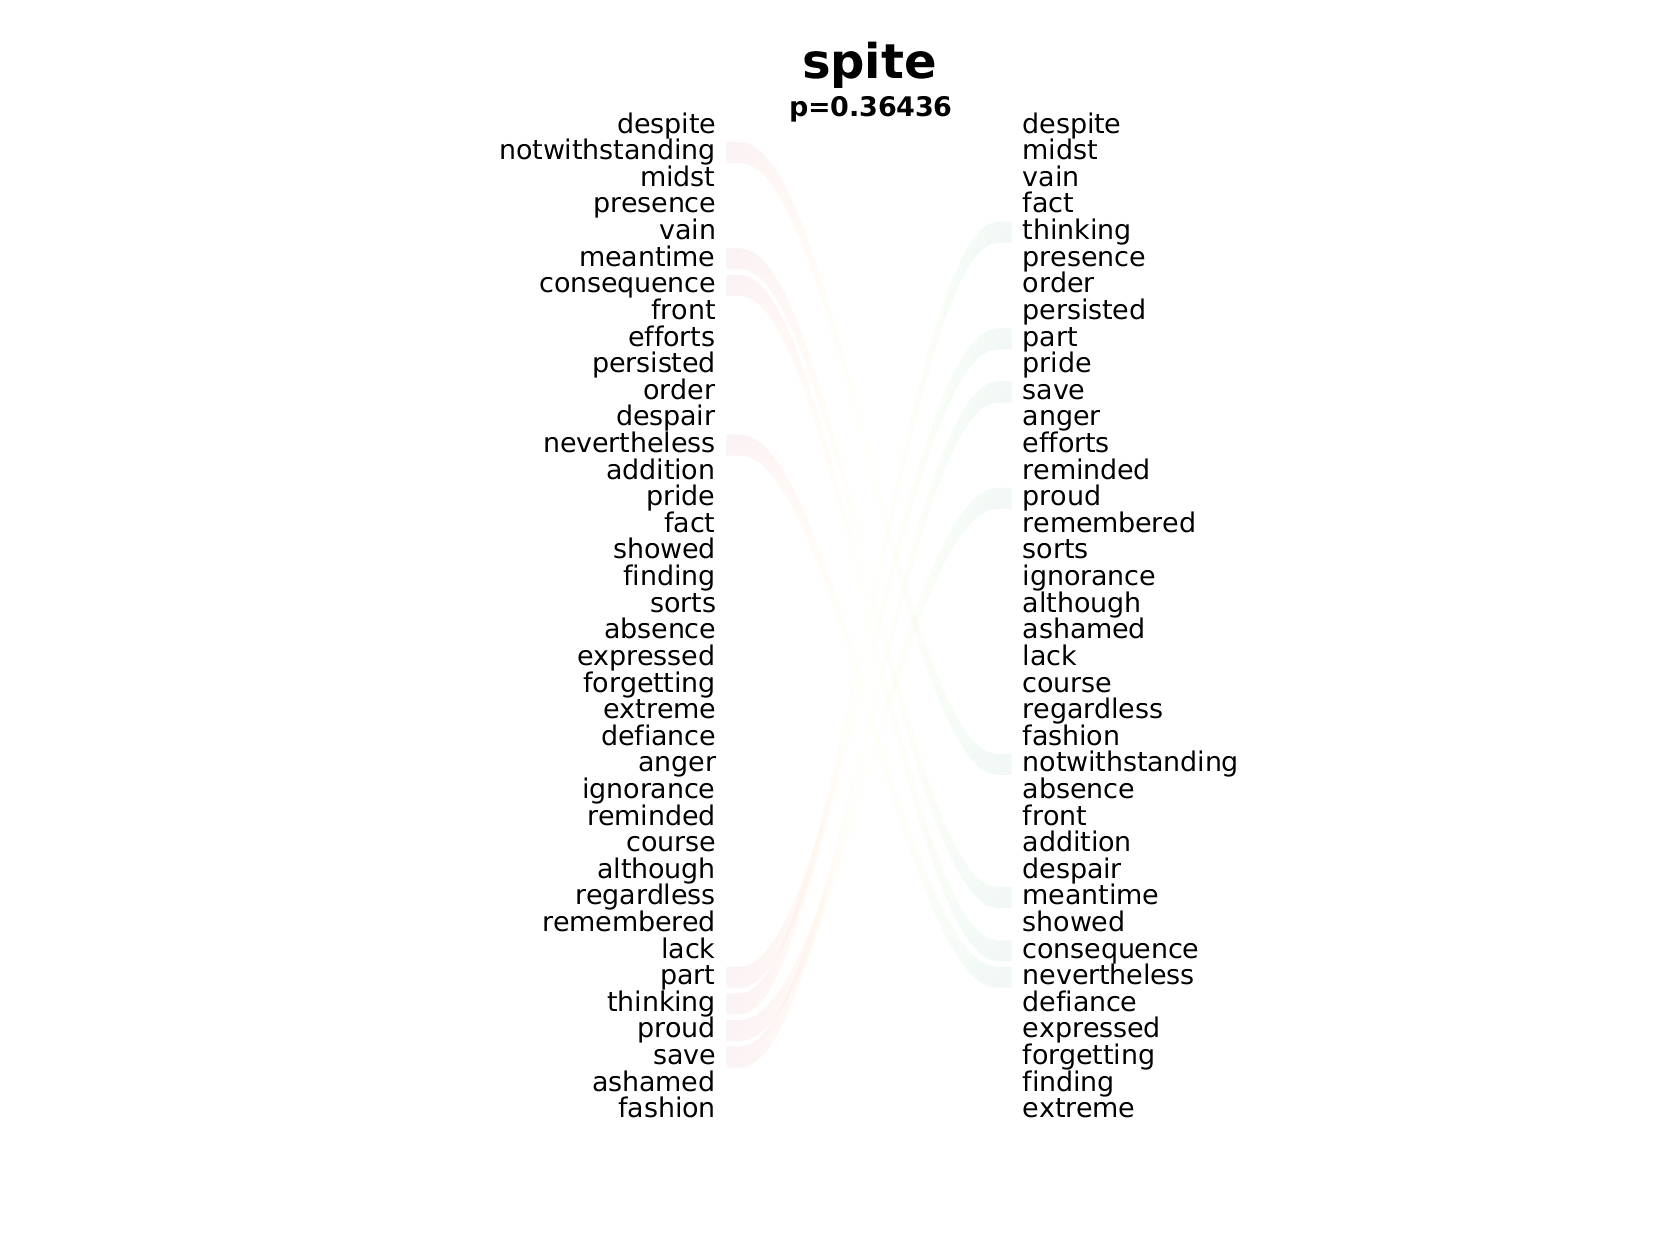 spite
p=0.36436
despite
notwithstanding
midst
presence
vain
meantime
consequence
front
efforts
persisted
order
despair
nevertheless
addition
pride
fact
showed
finding
sorts
absence
expressed
forgetting
extreme
defiance
anger
ignorance
reminded
course
although
regardless
remembered
lack
part
thinking
proud
save
ashamed
fashion
despite
midst
vain
fact
thinking
presence
order
persisted
part
pride
save
anger
efforts
reminded
proud
remembered
sorts
ignorance
although
ashamed
lack
course
regardless
fashion
notwithstanding
absence
front
addition
despair
meantime
showed
consequence
nevertheless
defiance
expressed
forgetting
finding
extreme